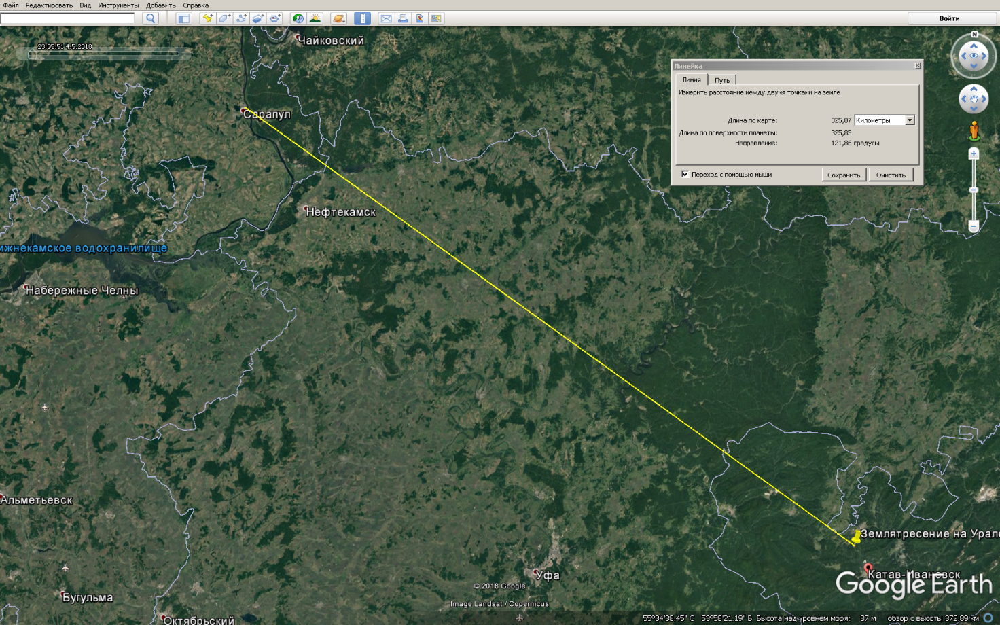 Файл Редактировать Вид Инструменты Добавить Справка
Войти
23:05:51 4.5.2018
Чайковский
N
Линейка
Линия Путь
Измерить расстояние между двумя точками на земле
Длина по карте: 325,87 Километры
Длина по поверхности планеты: 325,85
Направление: 121,86 градусы
Переход с помощью мыши Сохранить Очистить
Сарапул
Нефтекамск
ижнекамское водохранилище
Набережные Челны
Альметьевск
Землятресение на Урале
Уфа
Катав-Ивановск
© 2018 Google
Google Earth
Бугульма
Image Landsat / Copernicus
Октябрьский
55°34'38.45" С 53°58'21.19" В Высота над уровнем моря: 87 м обзор с высоты 372.89 км